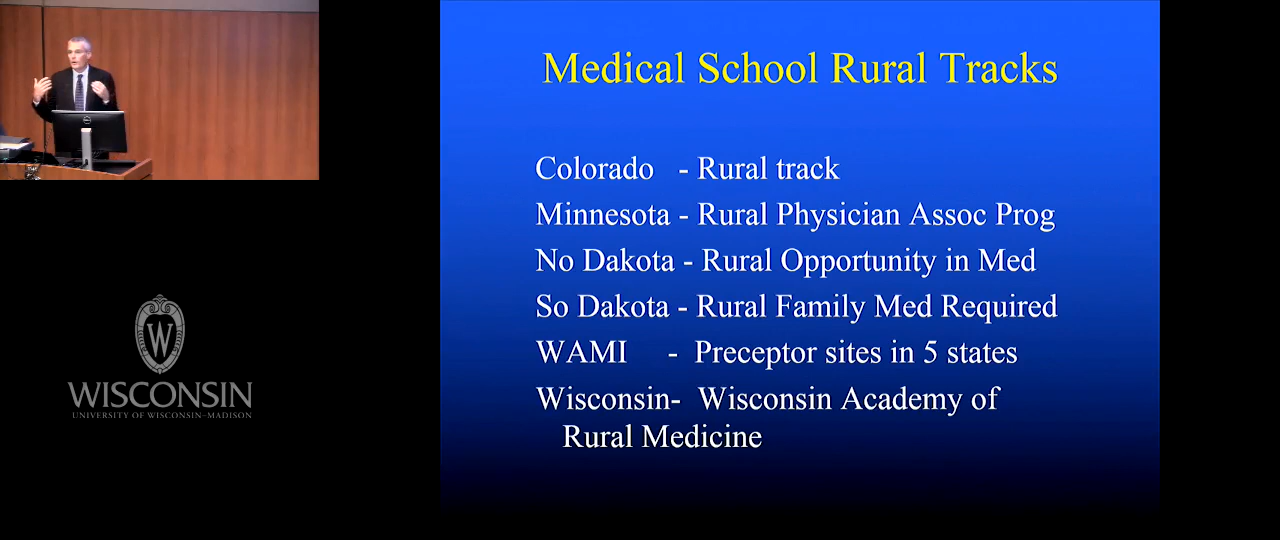 Medical School Rural Tracks
Colorado - Rural track
Minnesota - Rural Physician Assoc Prog
No Dakota - Rural Opportunity in Med
So Dakota - Rural Family Med Required
WAMI - Preceptor sites in 5 states
Wisconsin- Wisconsin Academy of
Rural Medicine
W
WISCONSIN
UNIVERSITY OF WISCONSIN–MADISON